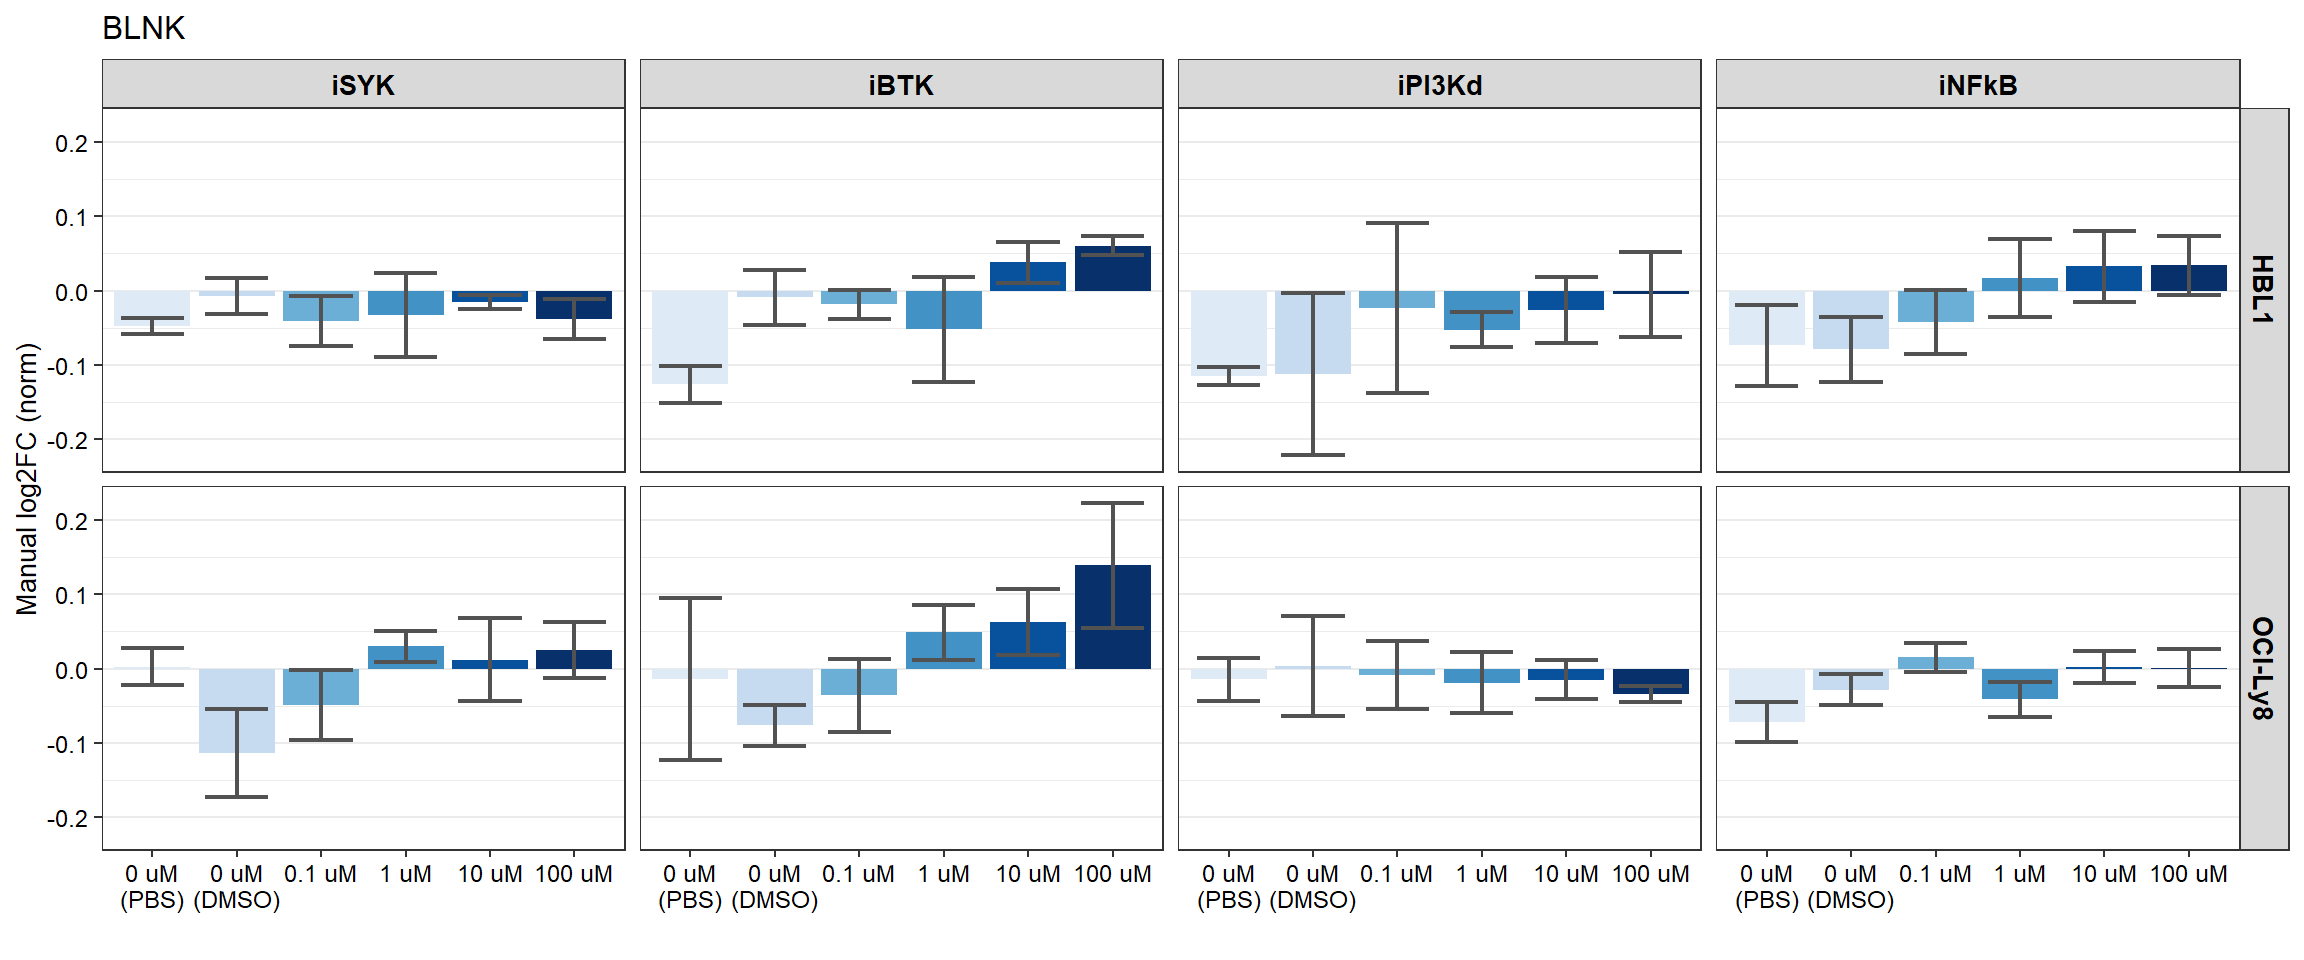 BLNK
iSYK
iBTK
iPI3Kd
iNFkB
Manual log2FC (norm)
0.2
0.1
0.0
-0.1
-0.2
HBL1
0.2
0.1
0.0
-0.1
-0.2
OCI-Ly8
0 uM 0 uM 0.1 uM 1 uM 10 uM 100 uM
(PBS) (DMSO)
0 uM 0 uM 0.1 uM 1 uM 10 uM 100 uM
(PBS) (DMSO)
0 uM 0 uM 0.1 uM 1 uM 10 uM 100 uM
(PBS) (DMSO)
0 uM 0 uM 0.1 uM 1 uM 10 uM 100 uM
(PBS) (DMSO)